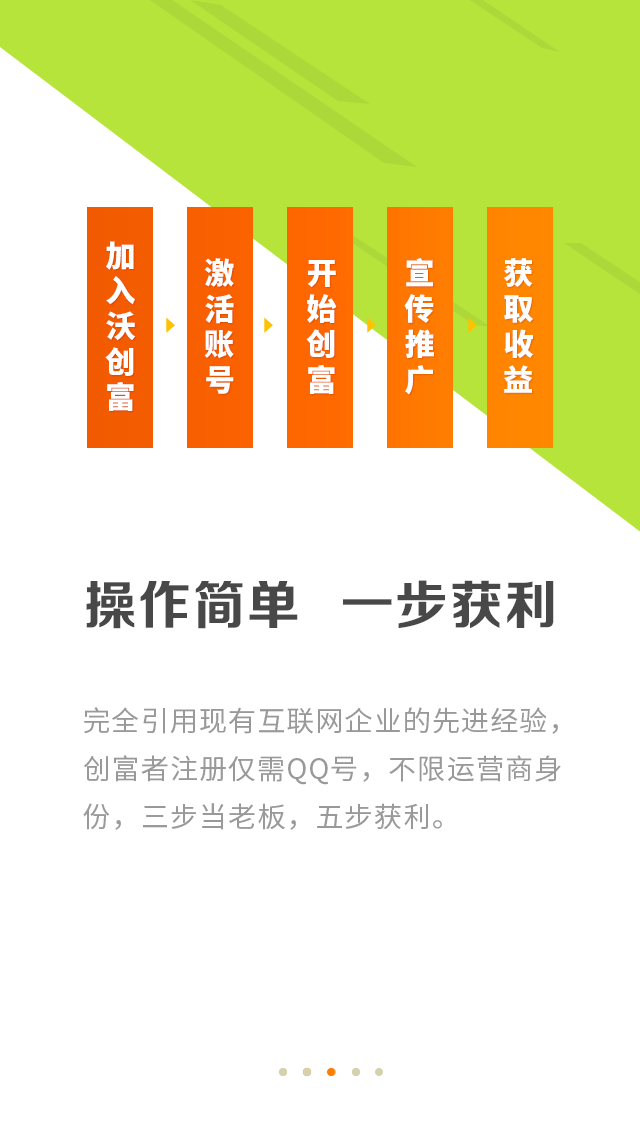 加入沃创富
激活账号
开始创富
宣传推广
获取收益
操作简单 一步获利
完全引用现有互联网企业的先进经验，
创富者注册仅需QQ号，不限运营商身
份，三步当老板，五步获利。